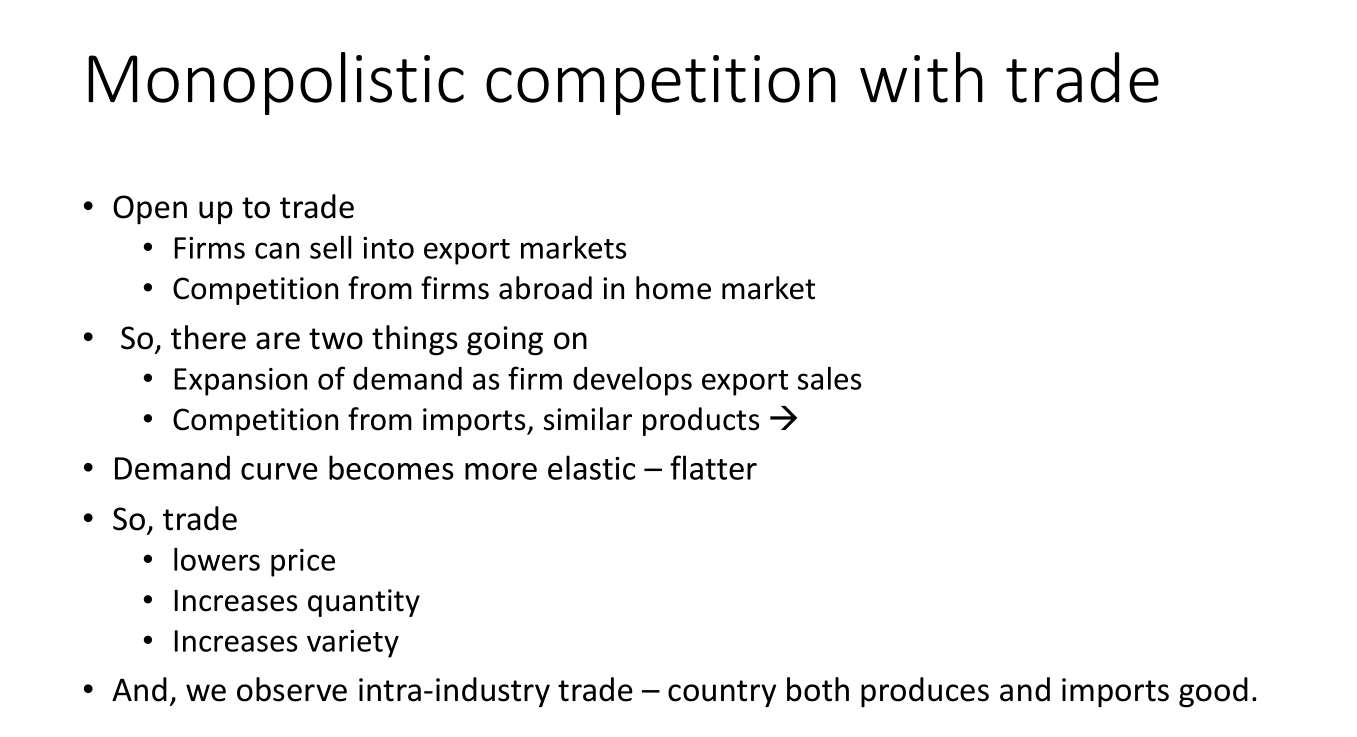 Monopolistic competition with trade
• Open up to trade
• Firms can sell into export markets
• Competition from firms abroad in home market
• So, there are two things going on
• Expansion of demand as firm develops export sales
• Competition from imports, similar products →
• Demand curve becomes more elastic – flatter
• So, trade
• lowers price
• Increases quantity
• Increases variety
• And, we observe intra-industry trade – country both produces and imports good.